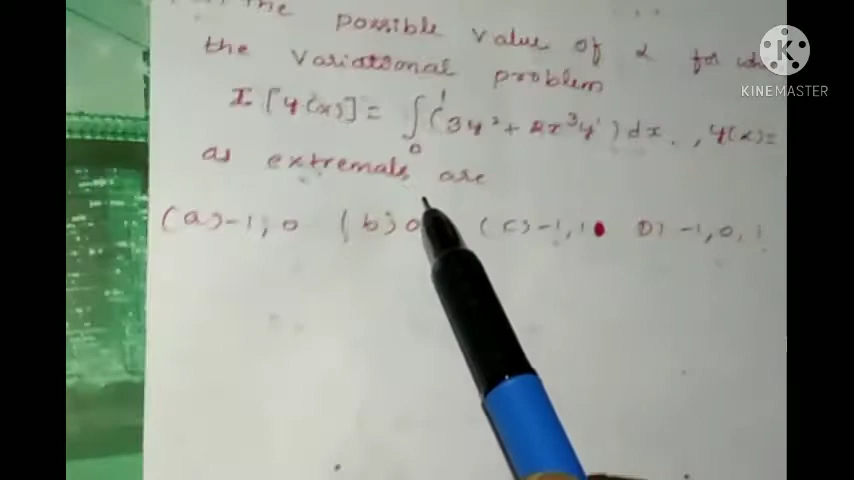 the possible value of α for
the variational problem
I [y(x)] = ∫₀¹ (3y² + 2x³y') dx., y(α)=
as extremals are
(a) -1, 0 (b) 0 (c) -1, 1 D) -1, 0, 1
K
KINEMASTER